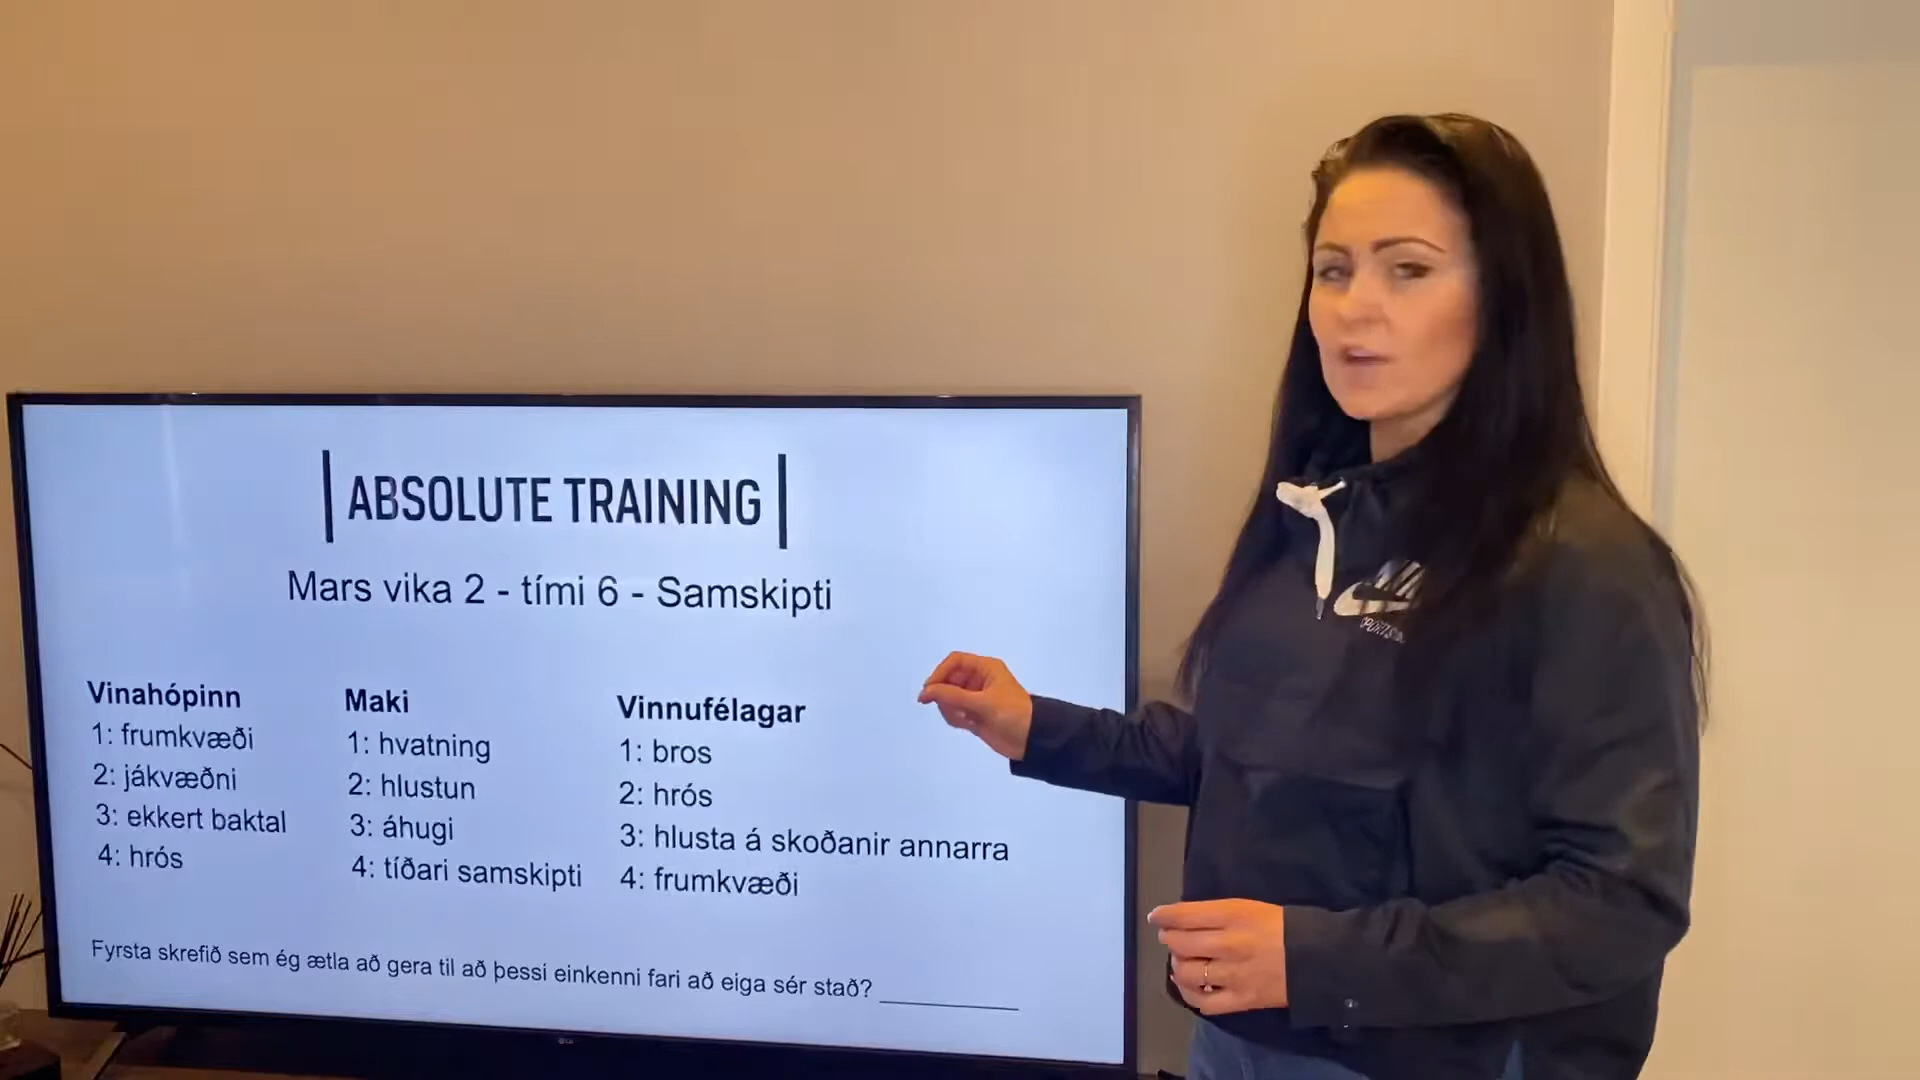 ABSOLUTE TRAINING
Mars vika 2 - tími 6 - Samskipti
Vinahópinn
1: frumkvæði
2: jákvæðni
3: ekkert baktal
4: hrós
Maki
1: hvatning
2: hlustun
3: áhugi
4: tíðari samskipti
Vinnufélagar
1: bros
2: hrós
3: hlusta á skoðanir annarra
4: frumkvæði
Fyrsta skrefið sem ég ætla að gera til að þessi einkenni fari að eiga sér stað? __________
LG